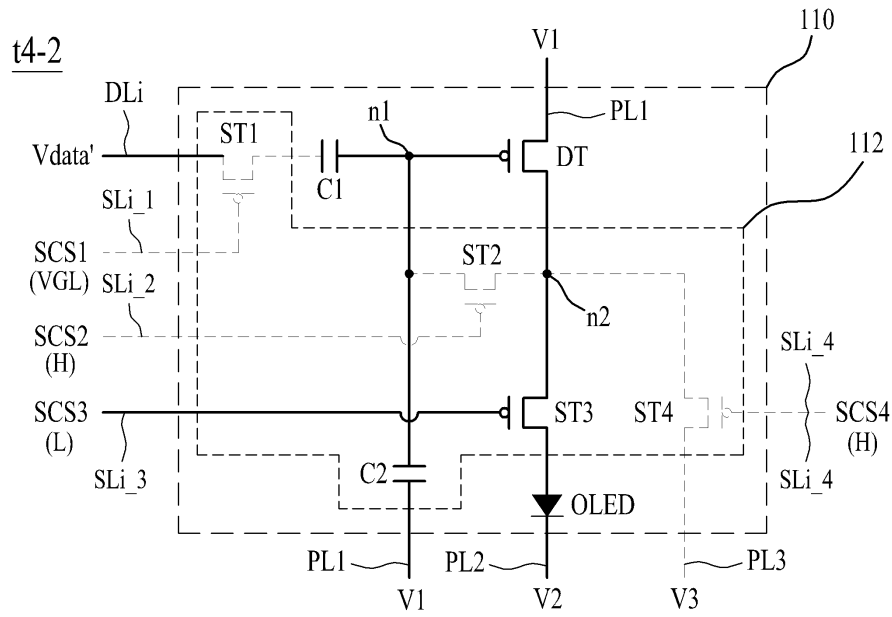 t4-2
V1
110
DLi
PL1
n1
ST1
Vdata'
DT
112
C1
SLi_1
SCS1
(VGL)
ST2
SLi_2
n2
SCS2
(H)
SLi_4
SCS3
(L)
ST3
ST4
SCS4
(H)
SLi_3
C2
SLi_4
OLED
PL1
PL2
PL3
V1
V2
V3